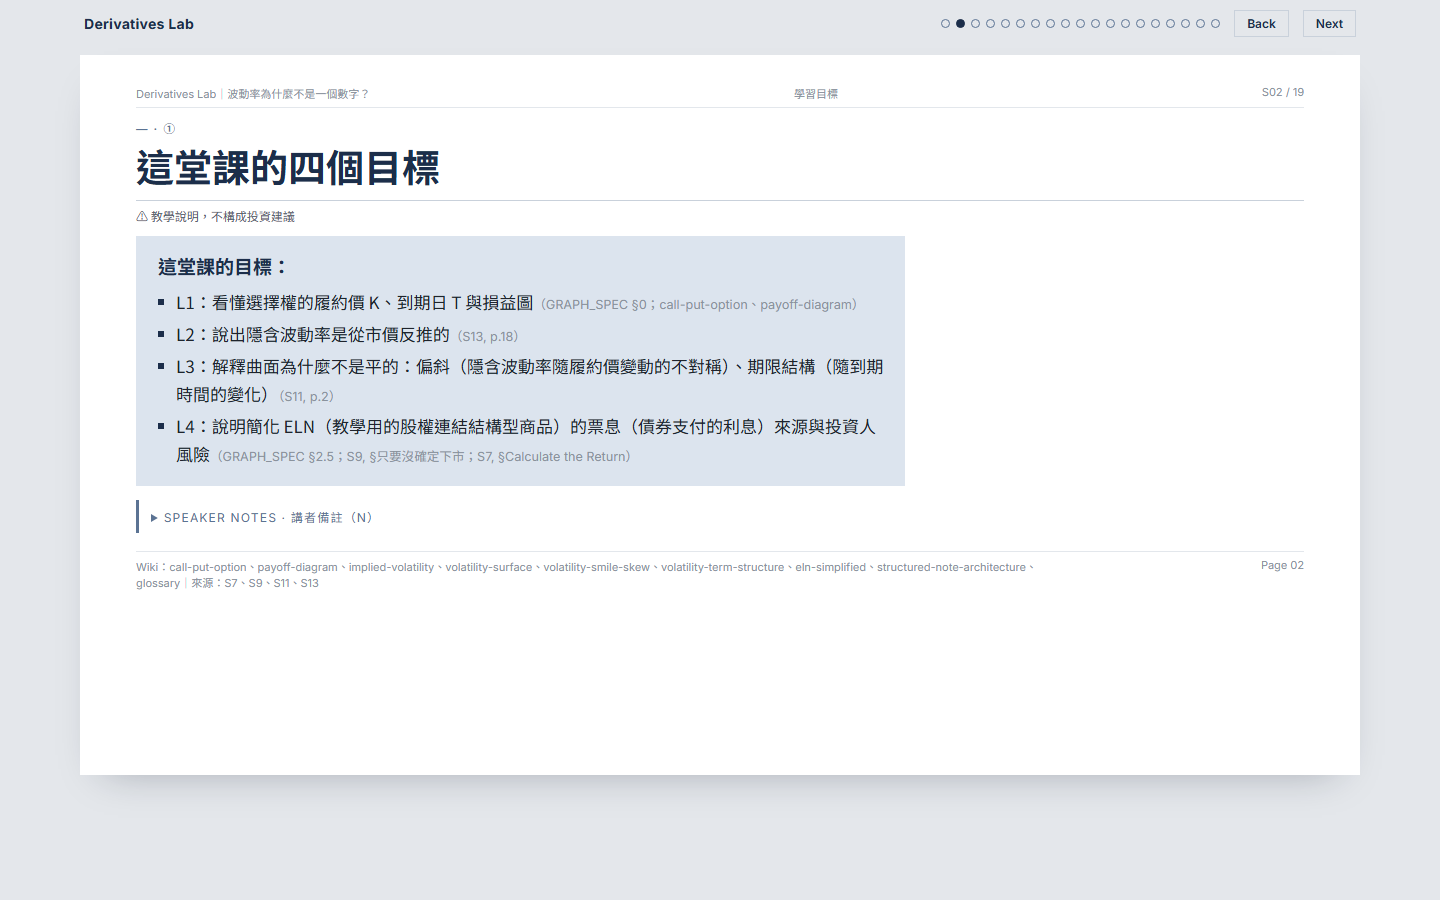 Derivatives Lab
Back
Next
Derivatives Lab｜波動率為什麼不是一個數字？
學習目標
S02 / 19
— · ①
這堂課的四個目標
⚠ 教學說明，不構成投資建議
這堂課的目標：
L1：看懂選擇權的履約價 K、到期日 T 與損益圖（GRAPH_SPEC §0；call-put-option、payoff-diagram）
L2：說出隱含波動率是從市價反推的（S13, p.18）
L3：解釋曲面為什麼不是平的：偏斜（隱含波動率隨履約價變動的不對稱）、期限結構（隨到期
時間的變化）（S11, p.2）
L4：說明簡化 ELN（教學用的股權連結結構型商品）的票息（債券支付的利息）來源與投資人
風險（GRAPH_SPEC §2.5；S9, §只要沒確定下市；S7, §Calculate the Return）
▶ SPEAKER NOTES · 講者備註（N）
Wiki：call-put-option、payoff-diagram、implied-volatility、volatility-surface、volatility-smile-skew、volatility-term-structure、eln-simplified、structured-note-architecture、
glossary｜來源：S7、S9、S11、S13
Page 02